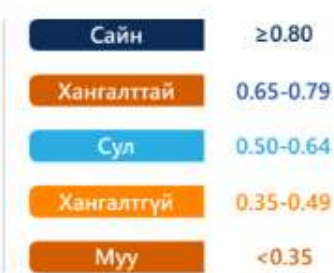 Сайн ≥0.80
Хангалттай 0.65-0.79
Сул 0.50-0.64
Хангалтгүй 0.35-0.49
Муу <0.35